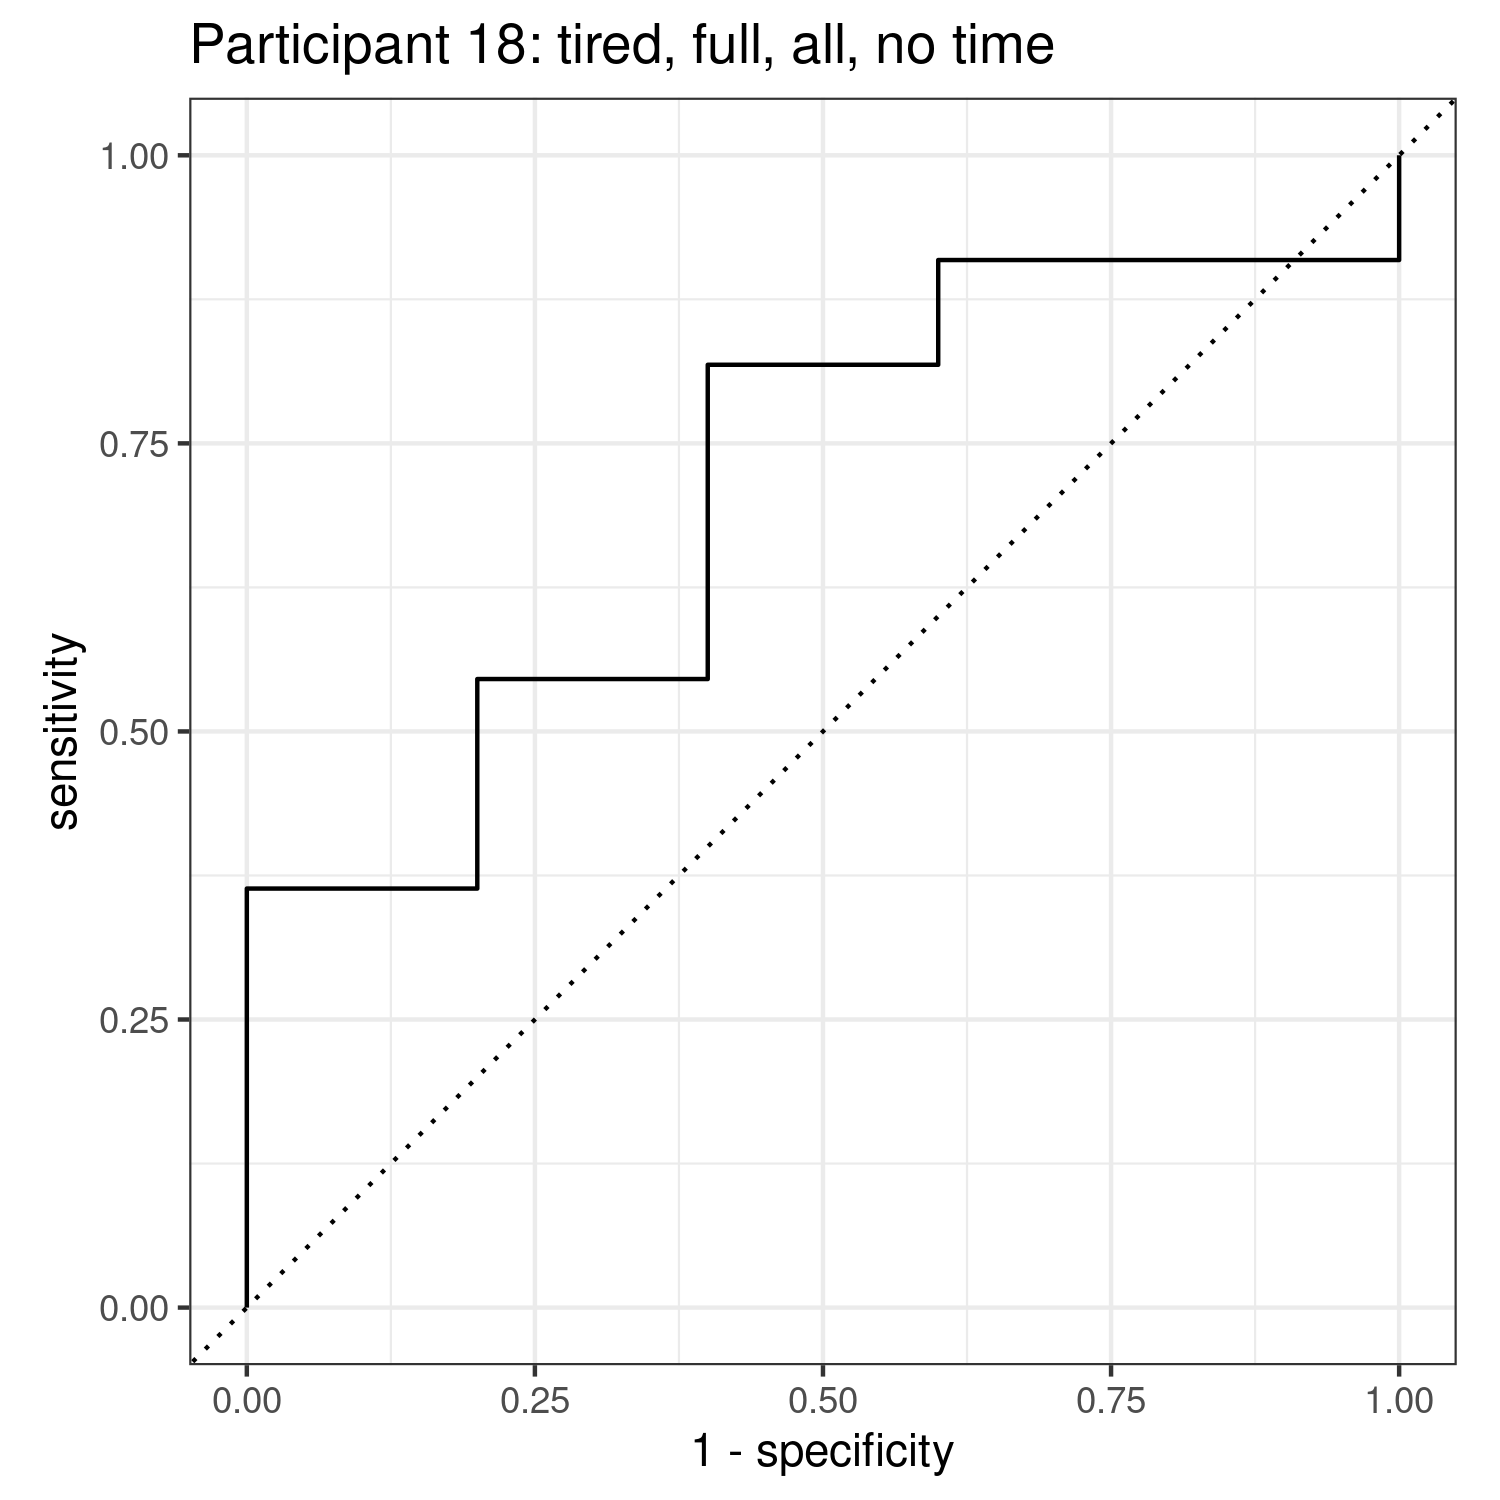 Participant 18: tired, full, all, no time
1.00
0.75
0.50
0.25
0.00
sensitivity
0.00 0.25 0.50 0.75 1.00
1 - specificity